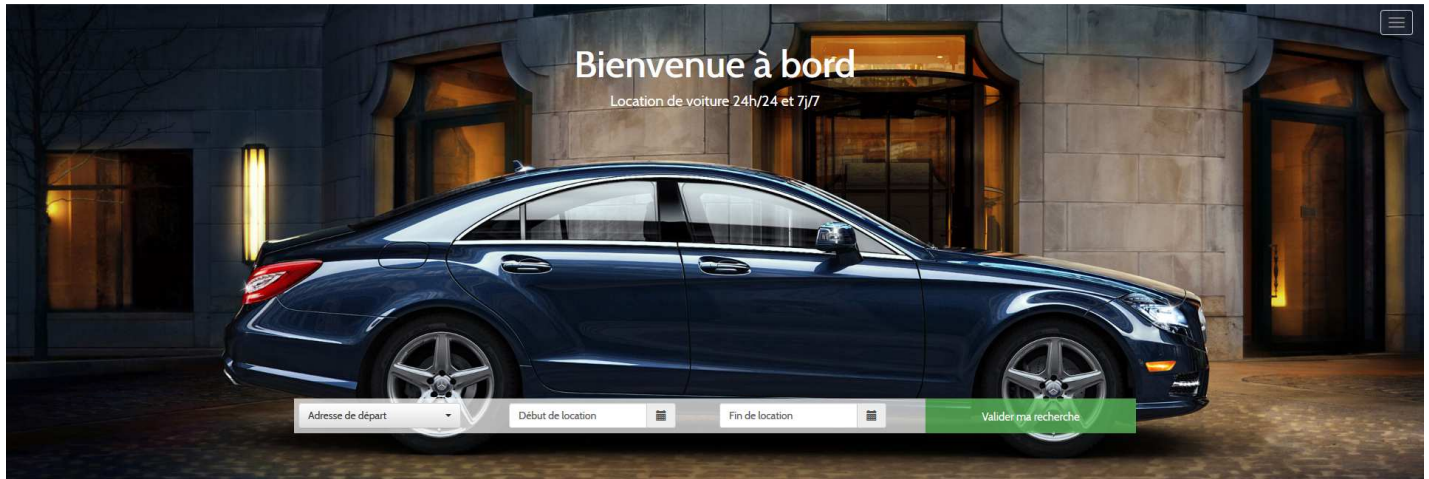 Bienvenue à bord
Location de voiture 24h/24 et 7j/7
Adresse de départ
Début de location
Fin de location
Valider ma recherche